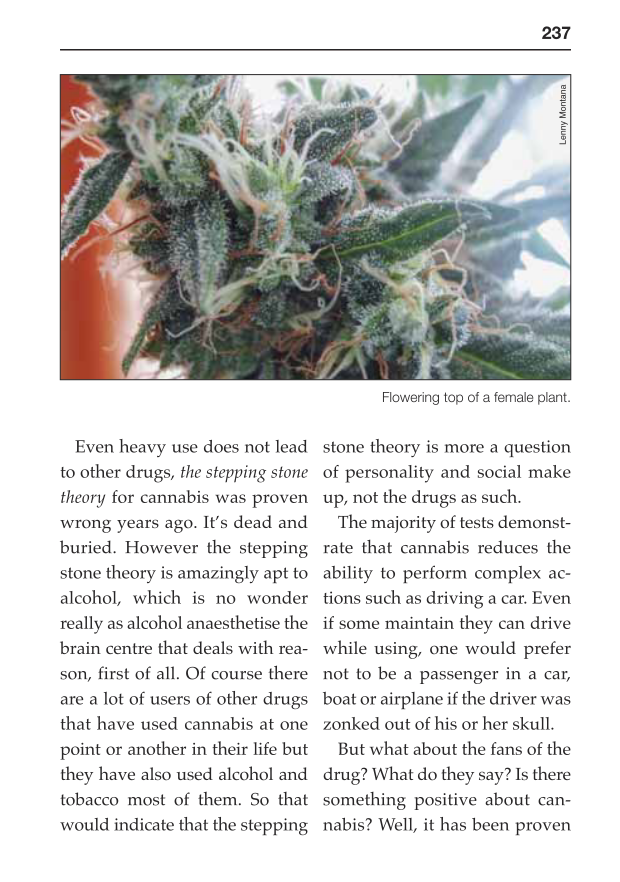 237
Lenny Montana
Flowering top of a female plant.
Even heavy use does not lead
to other drugs, the stepping stone
theory for cannabis was proven
wrong years ago. It’s dead and
buried. However the stepping
stone theory is amazingly apt to
alcohol, which is no wonder
really as alcohol anaesthetise the
brain centre that deals with rea-
son, first of all. Of course there
are a lot of users of other drugs
that have used cannabis at one
point or another in their life but
they have also used alcohol and
tobacco most of them. So that
would indicate that the stepping
stone theory is more a question
of personality and social make
up, not the drugs as such.
The majority of tests demonst-
rate that cannabis reduces the
ability to perform complex ac-
tions such as driving a car. Even
if some maintain they can drive
while using, one would prefer
not to be a passenger in a car,
boat or airplane if the driver was
zonked out of his or her skull.
But what about the fans of the
drug? What do they say? Is there
something positive about can-
nabis? Well, it has been proven